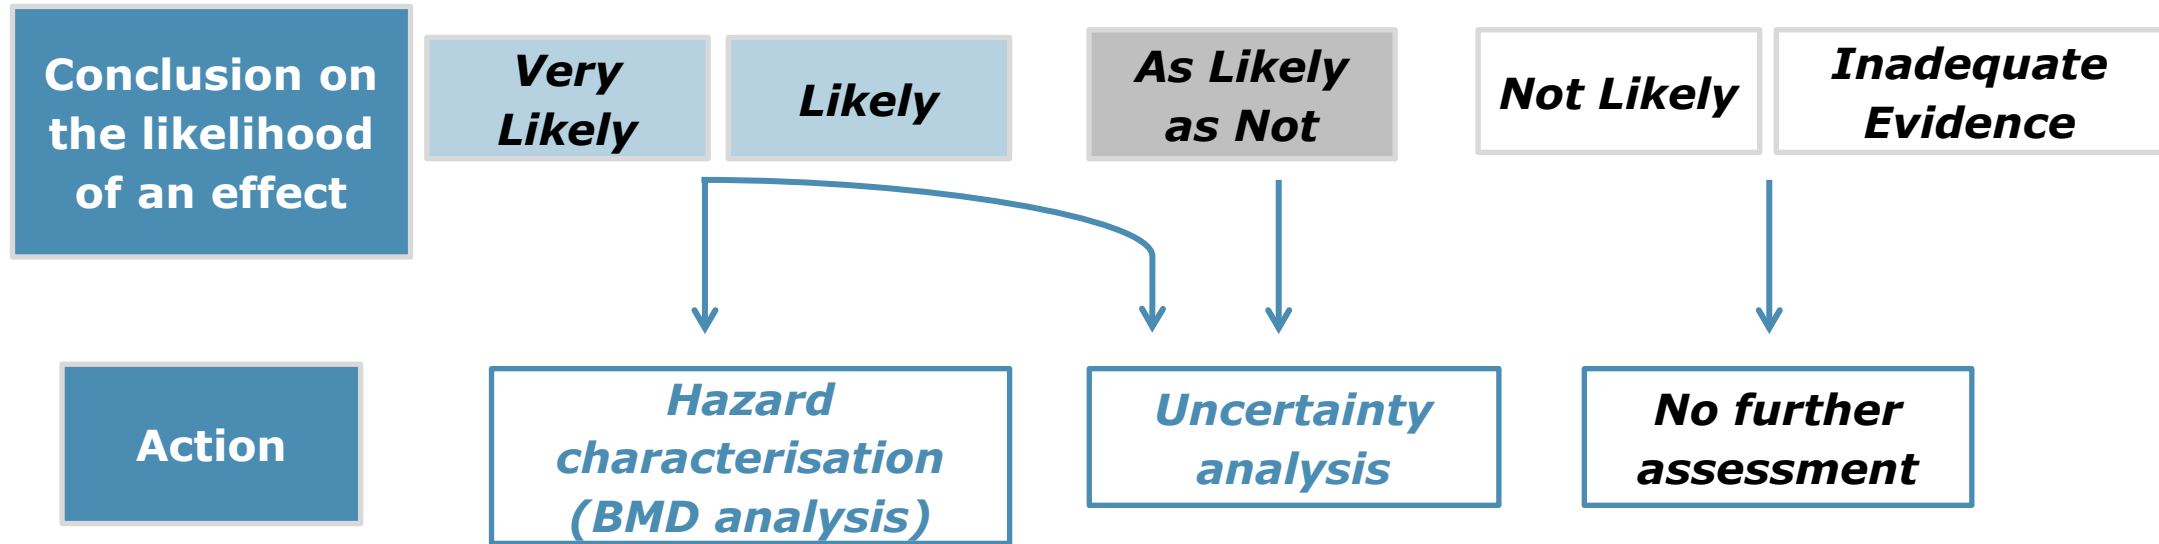 Conclusion on
the likelihood
of an effect
Very
Likely
Likely
As Likely
as Not
Not Likely
Inadequate
Evidence
Action
Hazard
characterisation
(BMD analysis)
Uncertainty
analysis
No further
assessment